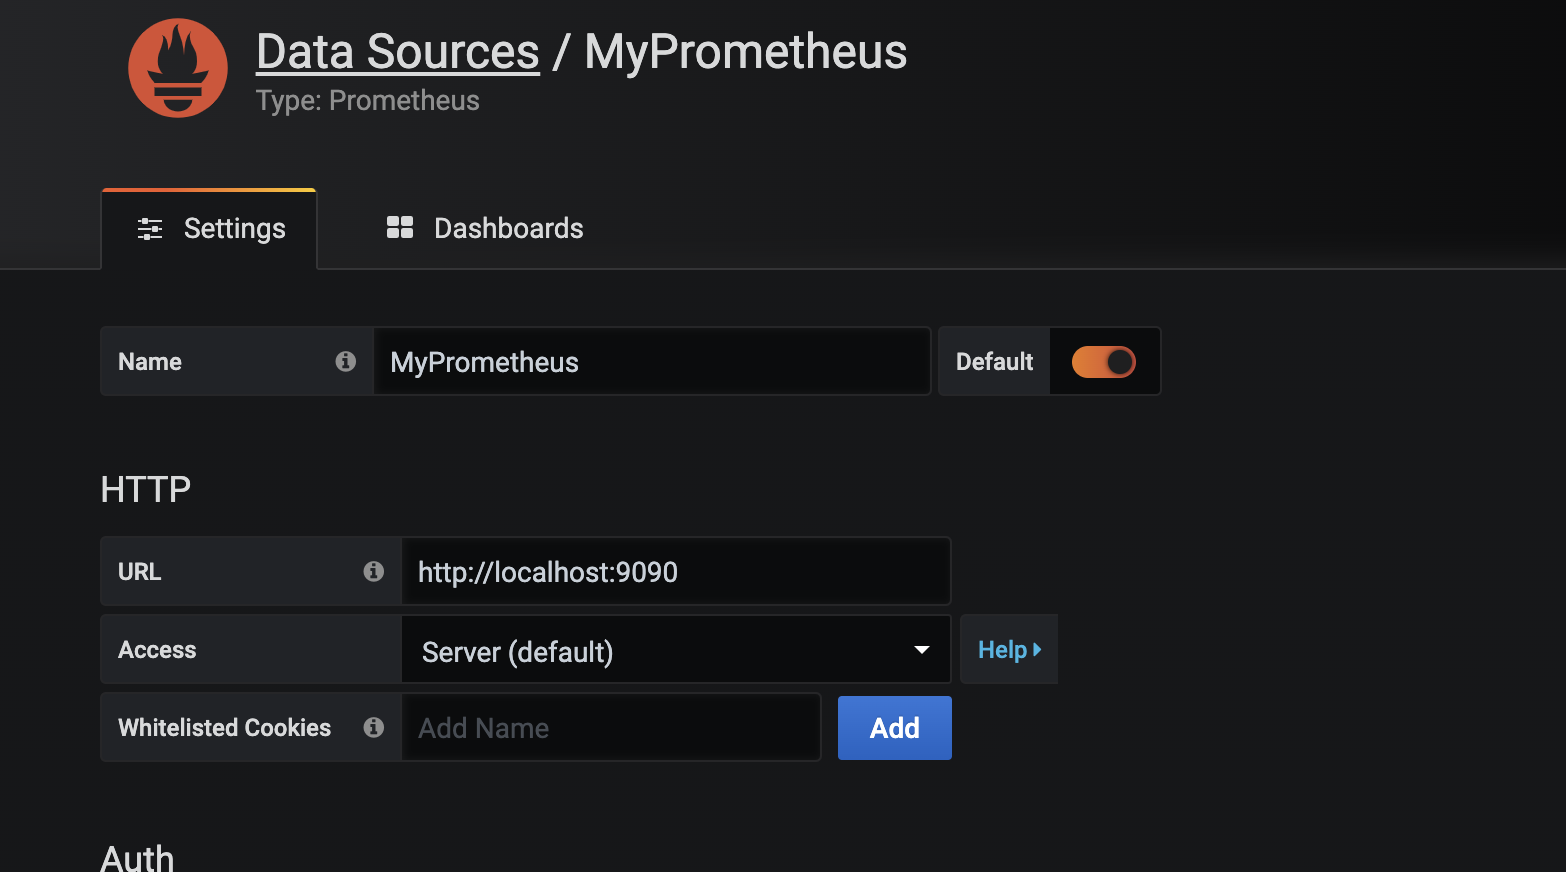 Data Sources / MyPrometheus
Type: Prometheus
Settings
Dashboards
Name
MyPrometheus
Default
HTTP
URL
http://localhost:9090
Access
Server (default)
Help
Whitelisted Cookies
Add Name
Add
Auth